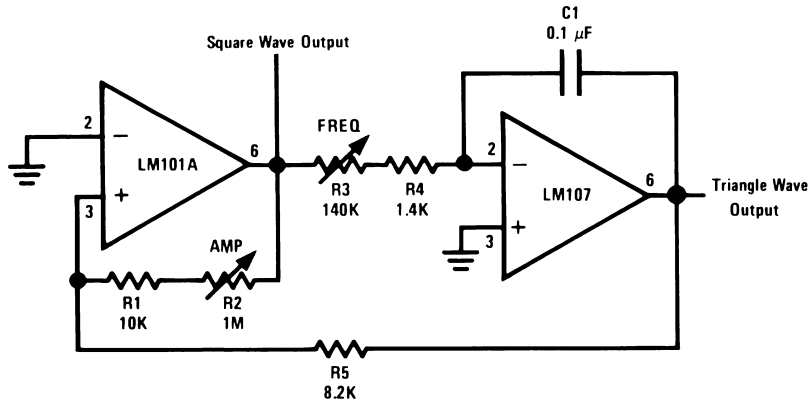 C1
0.1 μF
Square Wave Output
2
−
LM101A
6
+
3
FREQ
R3
140K
R4
1.4K
2
−
LM107
6
+
3
Triangle Wave
Output
AMP
R1
10K
R2
1M
R5
8.2K